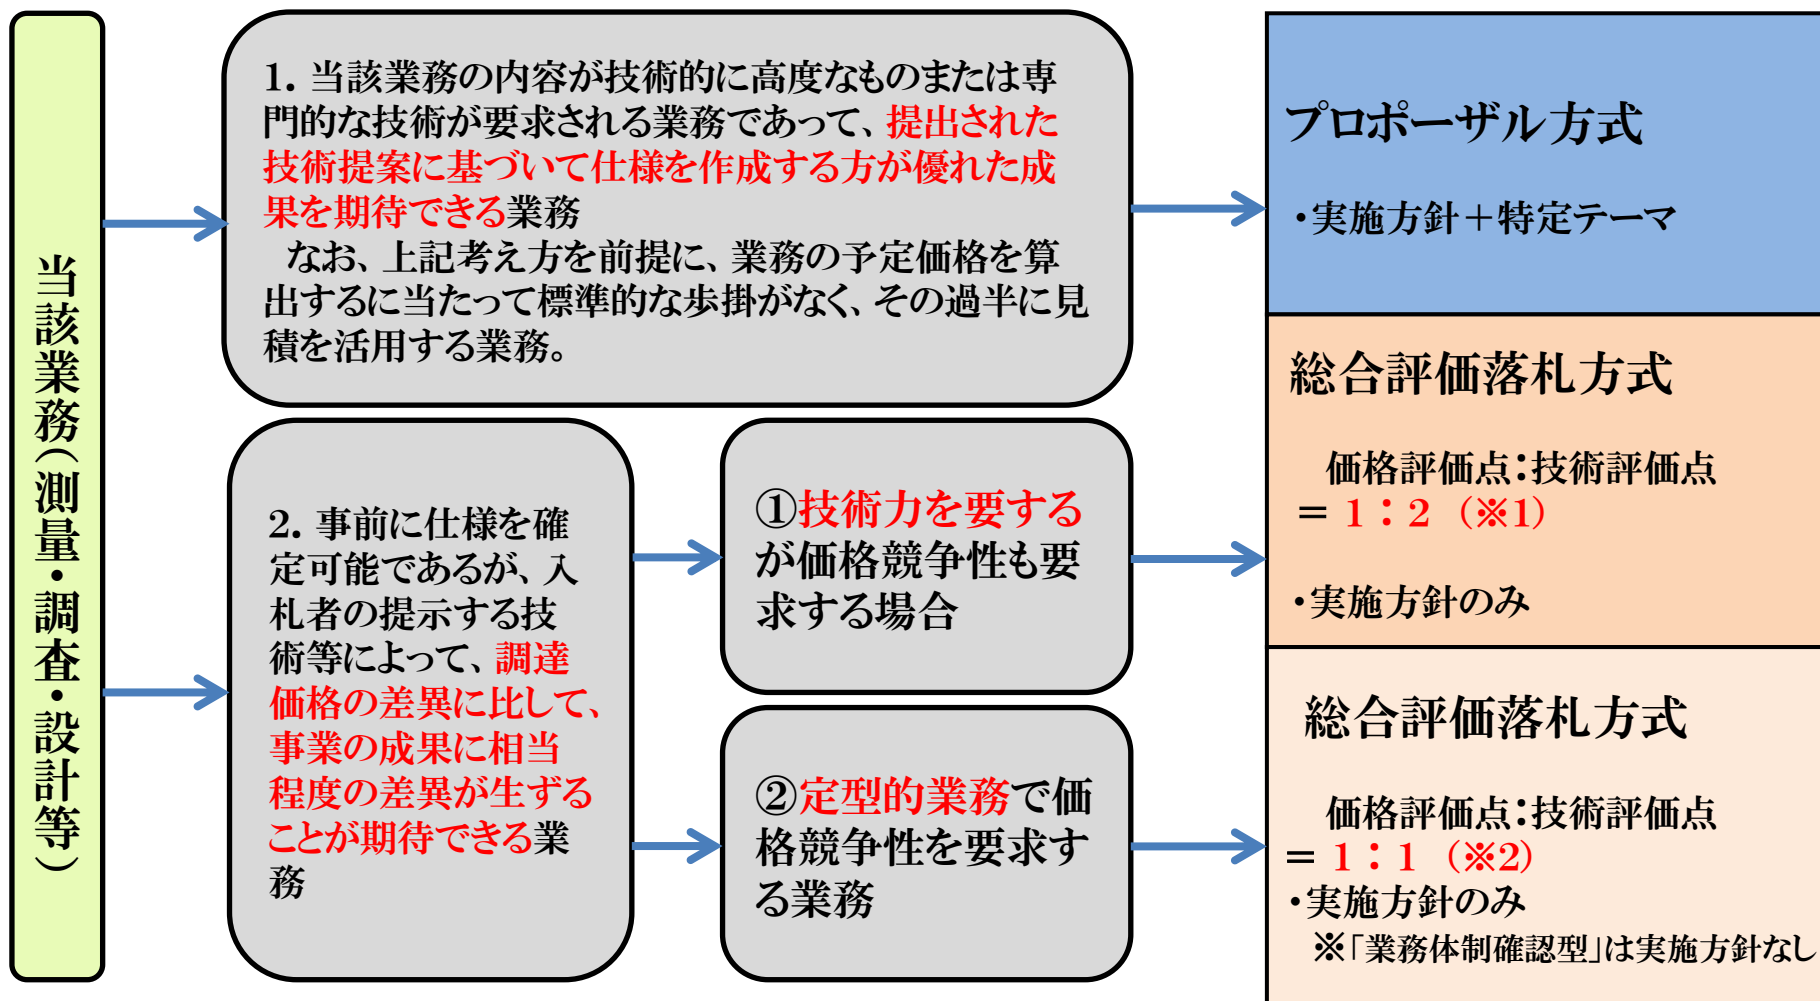 当該業務（測量・調査・設計等）
1．当該業務の内容が技術的に高度なものまたは専
門的な技術が要求される業務であって、提出された
技術提案に基づいて仕様を作成する方が優れた成
果を期待できる業務
なお、上記考え方を前提に、業務の予定価格を算
出するに当たって標準的な歩掛がなく、その過半に見
積を活用する業務。
プロポーザル方式
・実施方針＋特定テーマ
2．事前に仕様を確
定可能であるが、入
札者の提示する技
術等によって、調達
価格の差異に比して、
事業の成果に相当
程度の差異が生ずる
ことが期待できる業
務
①技術力を要する
が価格競争性も要
求する場合
総合評価落札方式
価格評価点：技術評価点
＝ 1：2 （※1）
・実施方針のみ
②定型的業務で価
格競争性を要求す
る業務
総合評価落札方式
価格評価点：技術評価点
＝ 1：1 （※2）
・実施方針のみ
※「業務体制確認型」は実施方針なし